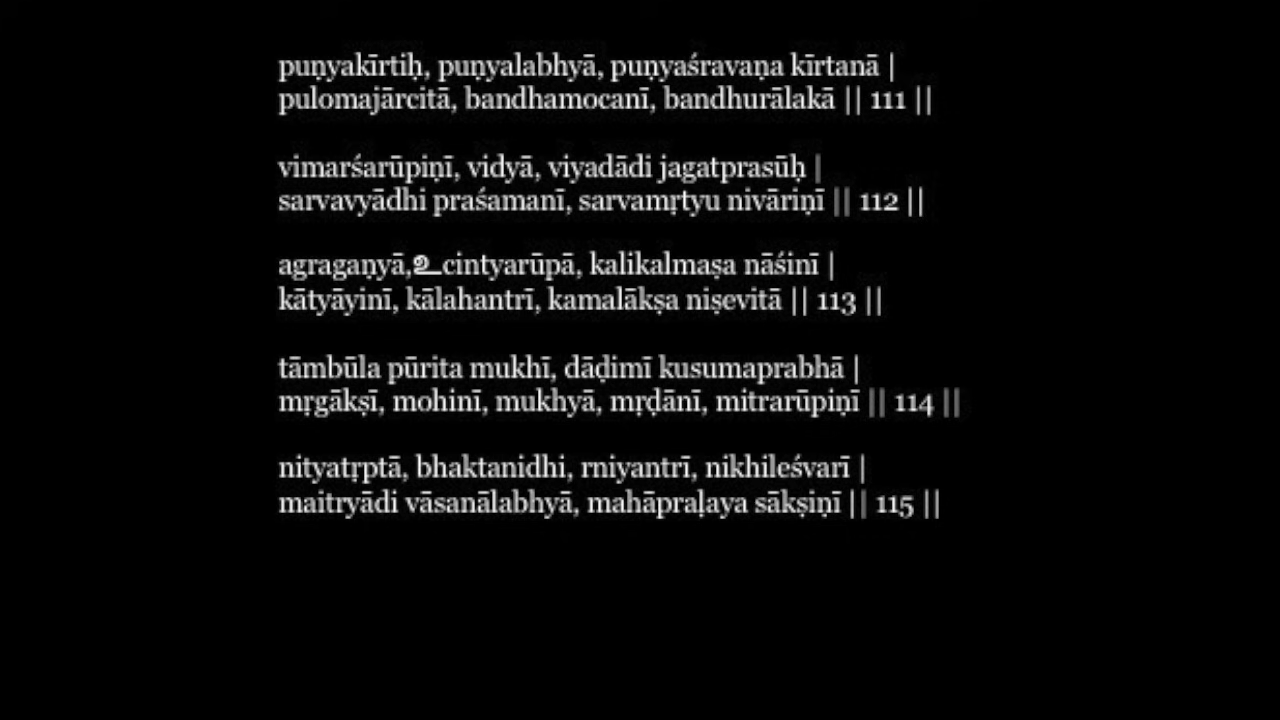 puṇyakīrtiḥ, puṇyalabhyā, puṇyaśravaṇa kīrtanā |
pulomajārcitā, bandhamocanī, bandhurālakā || 111 ||
vimarśarūpiṇī, vidyā, viyadādi jagatprasūḥ |
sarvavyādhi praśamanī, sarvamṛtyu nivāriṇī || 112 ||
agragaṇyā,உcintyarūpā, kalikalmaṣa nāśinī |
kātyāyinī, kālahantrī, kamalākṣa niṣevitā || 113 ||
tāmbūla pūrita mukhī, dāḍimī kusumaprabhā |
mṛgākṣī, mohinī, mukhyā, mṛḍānī, mitrarūpiṇī || 114 ||
nityatṛptā, bhaktanidhi, rniyantrī, nikhileśvarī |
maitryādi vāsanālabhyā, mahāpraḷaya sākṣiṇī || 115 ||